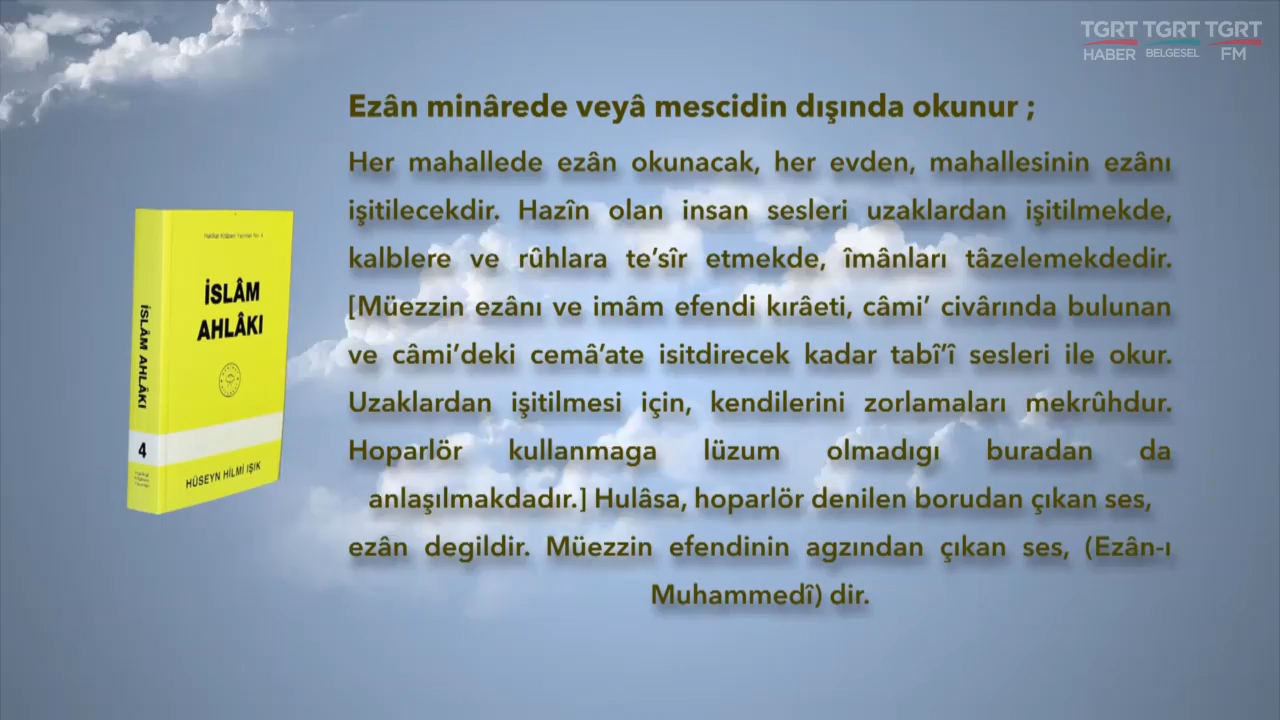 TGRT TGRT TGRT
HABER BELGESEL FM
Ezân minârede veyâ mescidin dışında okunur ;
Her mahallede ezân okunacak, her evden, mahallesinin ezânı
işitilecekdir. Hazîn olan insan sesleri uzaklardan işitilmekde,
kalblere ve rûhlara te’sîr etmekde, îmânları tâzelemekdedir.
[Müezzin ezânı ve imâm efendi kırâeti, câmi’ civârında bulunan
ve câmi’deki cemâ’ate isitdirecek kadar tabî’î sesleri ile okur.
Uzaklardan işitilmesi için, kendilerini zorlamaları mekrûhdur.
Hoparlör kullanmaga lüzum olmadıgı buradan da
anlaşılmakdadır.] Hulâsa, hoparlör denilen borudan çıkan ses,
ezân degildir. Müezzin efendinin agzından çıkan ses, (Ezân-ı
Muhammedî) dir.
İSLÂM
AHLÂKI
HÜSEYN HİLMİ IŞIK
İSLÂM AHLÂKI
4